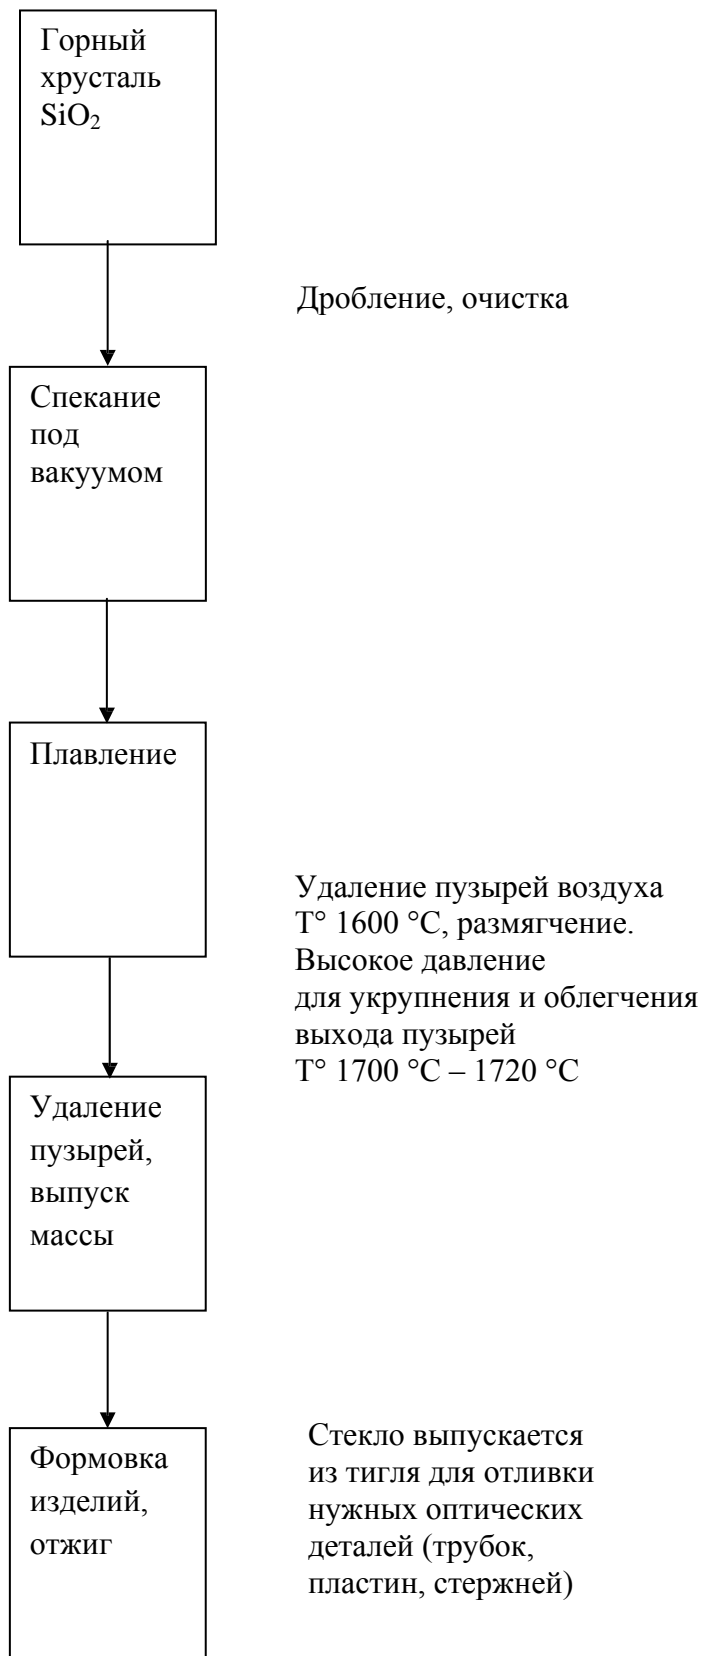 Горный
хрусталь
SiO₂
Дробление, очистка
Спекание
под
вакуумом
Плавление
Удаление пузырей воздуха
Т° 1600 °С, размягчение.
Высокое давление
для укрупнения и облегчения
выхода пузырей
Т° 1700 °С – 1720 °С
Удаление
пузырей,
выпуск
массы
Формовка
изделий,
отжиг
Стекло выпускается
из тигля для отливки
нужных оптических
деталей (трубок,
пластин, стержней)